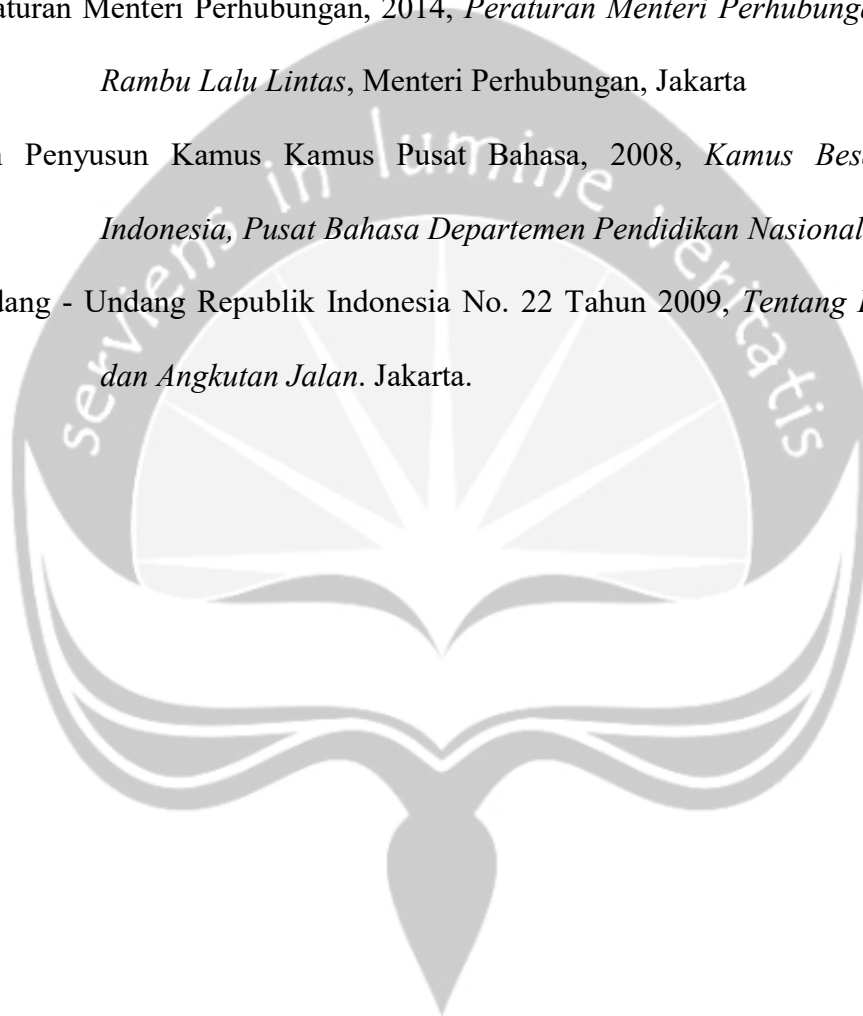 aturan Menteri Perhubungan, 2014, Peraturan Menteri Perhubunga
Rambu Lalu Lintas, Menteri Perhubungan, Jakarta
Penyusun Kamus Kamus Pusat Bahasa, 2008, Kamus Bes
Indonesia, Pusat Bahasa Departemen Pendidikan Nasional
dang - Undang Republik Indonesia No. 22 Tahun 2009, Tentang
dan Angkutan Jalan. Jakarta.
serviens in lumine veritatis